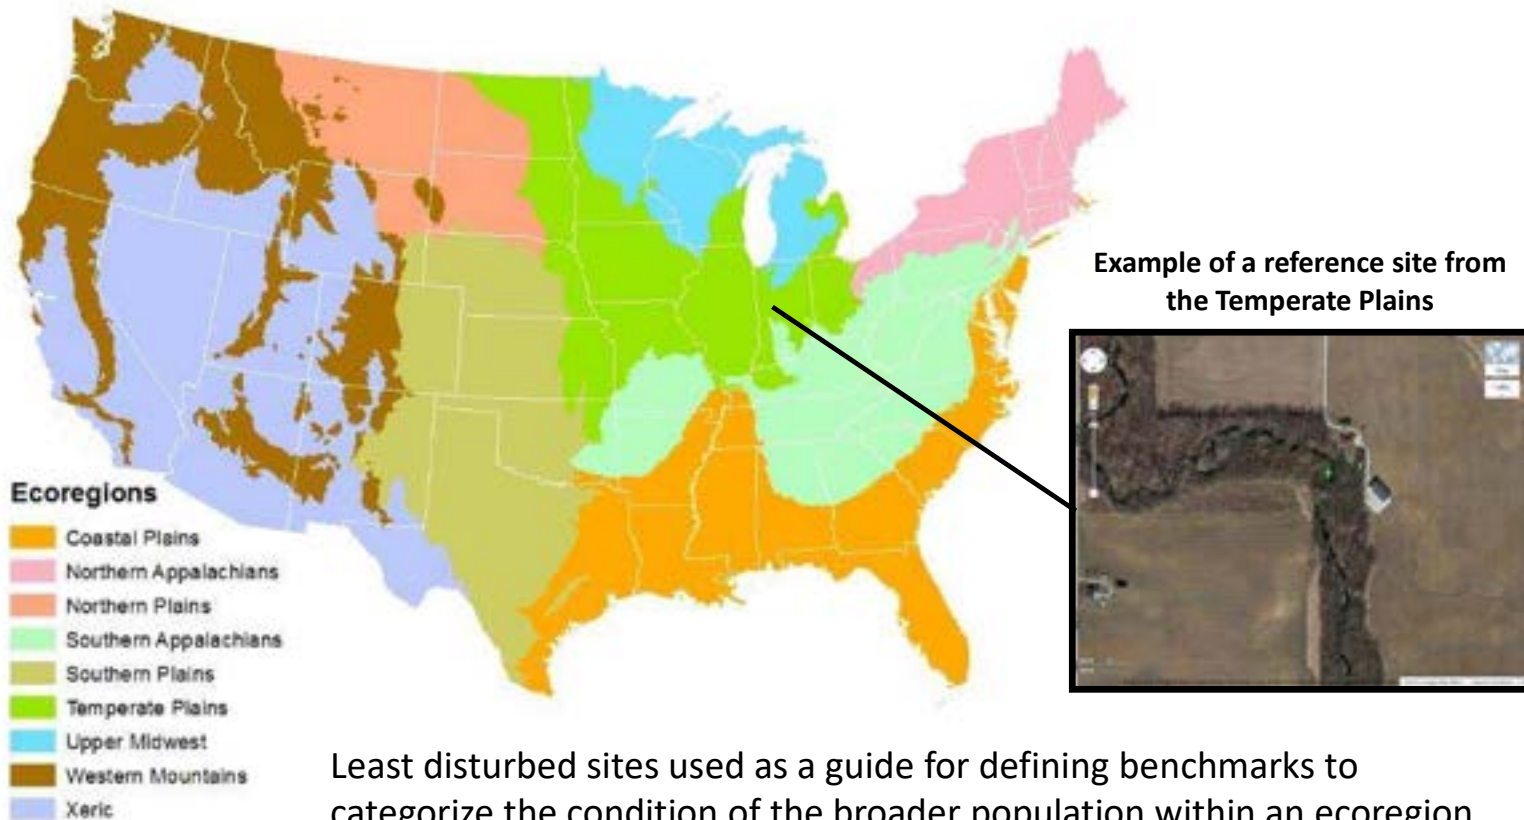 Example of a reference site from
the Temperate Plains
Ecoregions
Coastal Plains
Northern Appalachians
Northern Plains
Southern Appalachians
Southern Plains
Temperate Plains
Upper Midwest
Western Mountains
Xeric
Least disturbed sites used as a guide for defining benchmarks to
categorize the condition of the broader population within an ecoregion